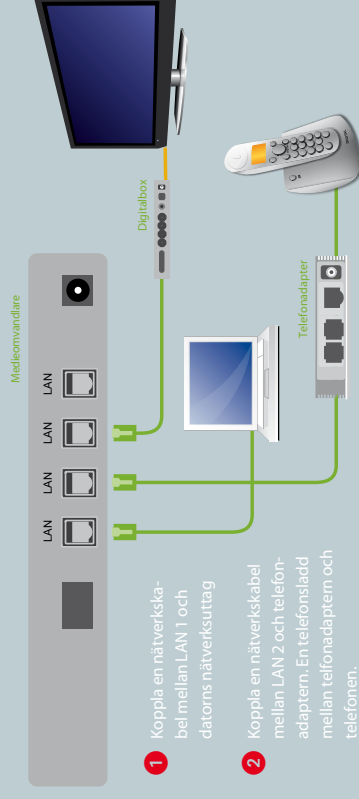 Medieomvandlare
LAN
LAN
LAN
LAN
Digitalbox
Telefonadapter
1 Koppla en nätverkska-
bel mellan LAN 1 och
datorns nätverksuttag
2 Koppla en nätverkskabel
mellan LAN 2 och telefon-
adaptern. En telefonsladd
mellan telfonadaptern och
telefonen.